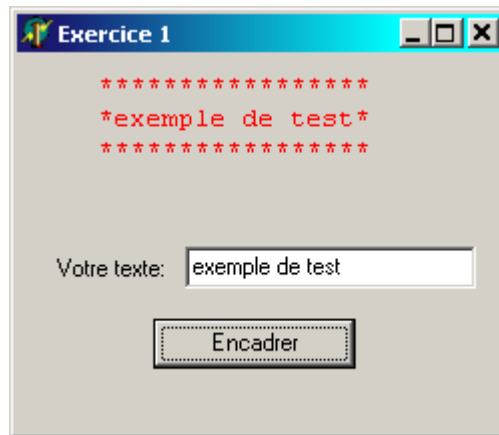 Exercice 1
*****************
*exemple de test*
*****************
Votre texte: exemple de test
Encadrer